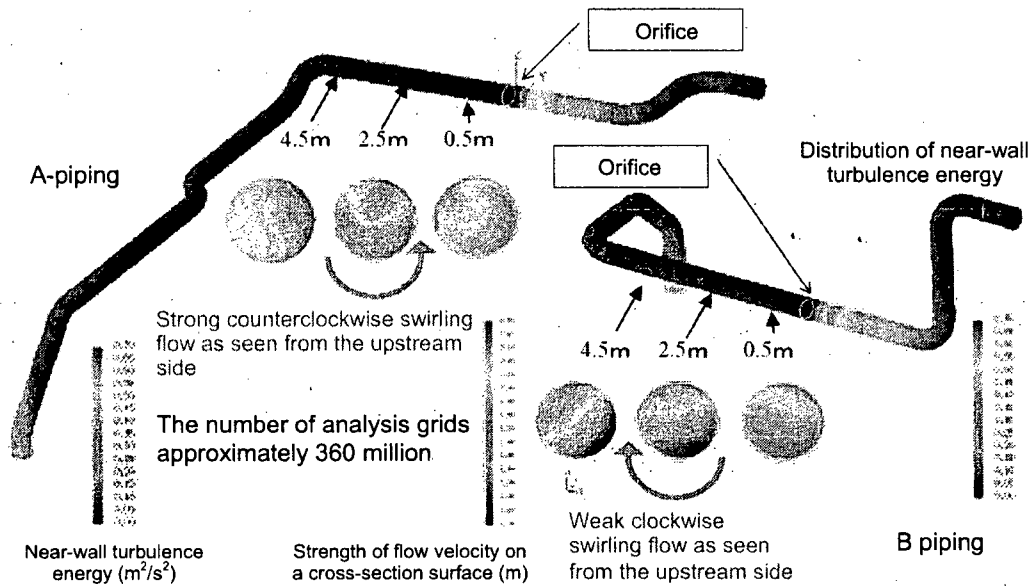 Orifice
4.5m
2.5m
0.5m
A-piping
Orifice
Distribution of near-wall
turbulence energy
Strong counterclockwise swirling
flow as seen from the upstream
side
4.5m
2.5m
0.5m
The number of analysis grids
approximately 360 million
Weak clockwise
swirling flow as seen
from the upstream side
B piping
Near-wall turbulence
energy (m²/s²)
Strength of flow velocity on
a cross-section surface (m)